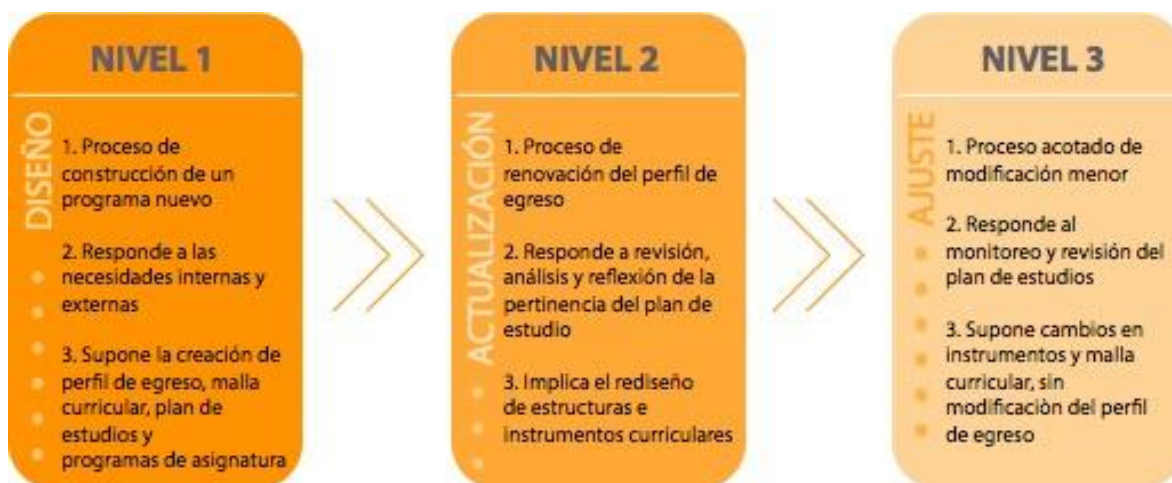 NIVEL 1
DISEÑO
1. Proceso de
construcción de un
programa nuevo
2. Responde a las
necesidades internas y
externas
3. Supone la creación de
perfil de egreso, malla
curricular, plan de
estudios y
programas de asignatura
NIVEL 2
ACTUALIZACIÓN
1. Proceso de
renovación del perfil de
egreso
2. Responde a revisión,
análisis y reflexión de la
pertinencia del plan de
estudio
3. Implica el rediseño
de estructuras e
instrumentos curriculares
NIVEL 3
AJUSTE
1. Proceso acotado de
modificación menor
2. Responde al
monitoreo y revisión del
plan de estudios
3. Supone cambios en
instrumentos y malla
curricular, sin
modificaciòn del perfil
de egreso